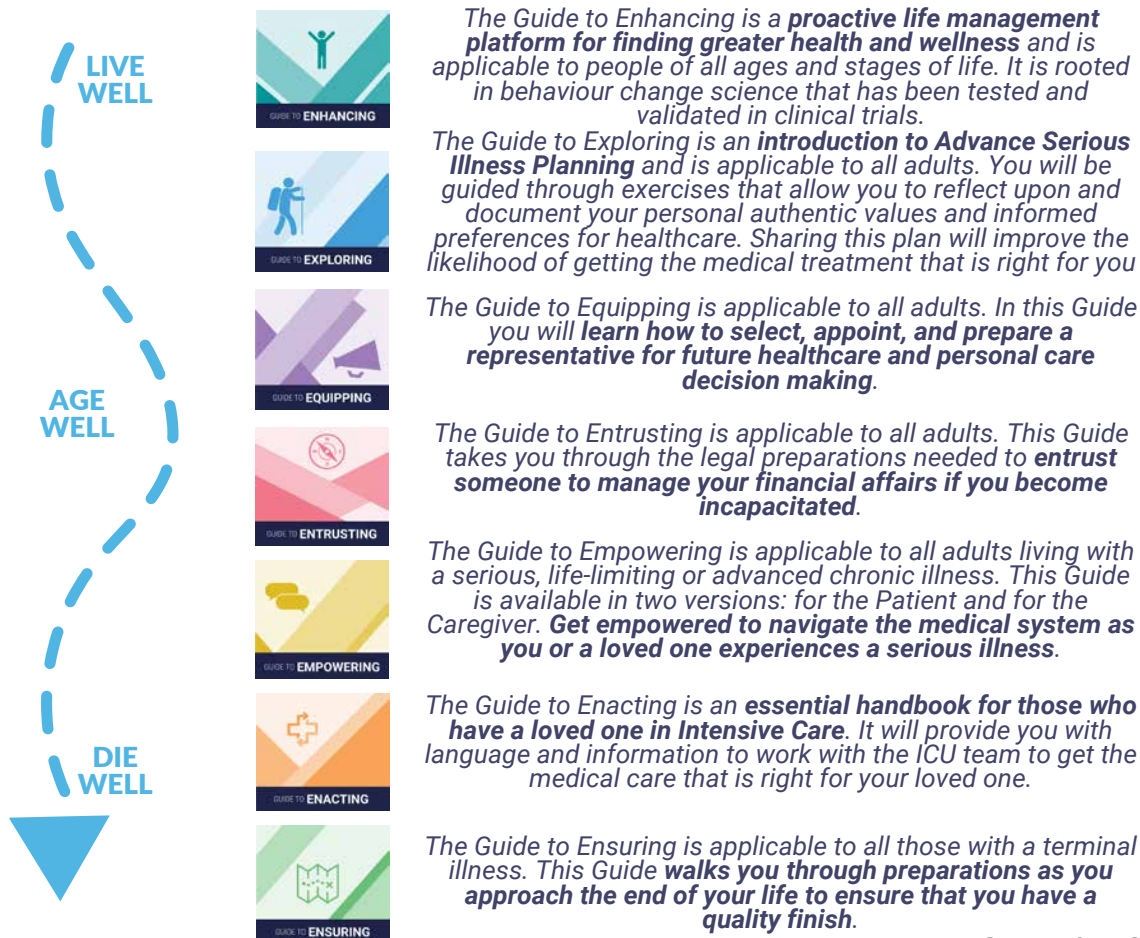 LIVE
WELL
GUIDE TO ENHANCING
The Guide to Enhancing is a proactive life management
platform for finding greater health and wellness and is
applicable to people of all ages and stages of life. It is rooted
in behaviour change science that has been tested and
validated in clinical trials.
GUIDE TO EXPLORING
The Guide to Exploring is an introduction to Advance Serious
Illness Planning and is applicable to all adults. You will be
guided through exercises that allow you to reflect upon and
document your personal authentic values and informed
preferences for healthcare. Sharing this plan will improve the
likelihood of getting the medical treatment that is right for you
GUIDE TO EQUIPPING
The Guide to Equipping is applicable to all adults. In this Guide
you will learn how to select, appoint, and prepare a
representative for future healthcare and personal care
decision making.
AGE
WELL
GUIDE TO ENTRUSTING
The Guide to Entrusting is applicable to all adults. This Guide
takes you through the legal preparations needed to entrust
someone to manage your financial affairs if you become
incapacitated.
GUIDE TO EMPOWERING
The Guide to Empowering is applicable to all adults living with
a serious, life-limiting or advanced chronic illness. This Guide
is available in two versions: for the Patient and for the
Caregiver. Get empowered to navigate the medical system as
you or a loved one experiences a serious illness.
GUIDE TO ENACTING
The Guide to Enacting is an essential handbook for those who
have a loved one in Intensive Care. It will provide you with
language and information to work with the ICU team to get the
medical care that is right for your loved one.
DIE
WELL
GUIDE TO ENSURING
The Guide to Ensuring is applicable to all those with a terminal
illness. This Guide walks you through preparations as you
approach the end of your life to ensure that you have a
quality finish.